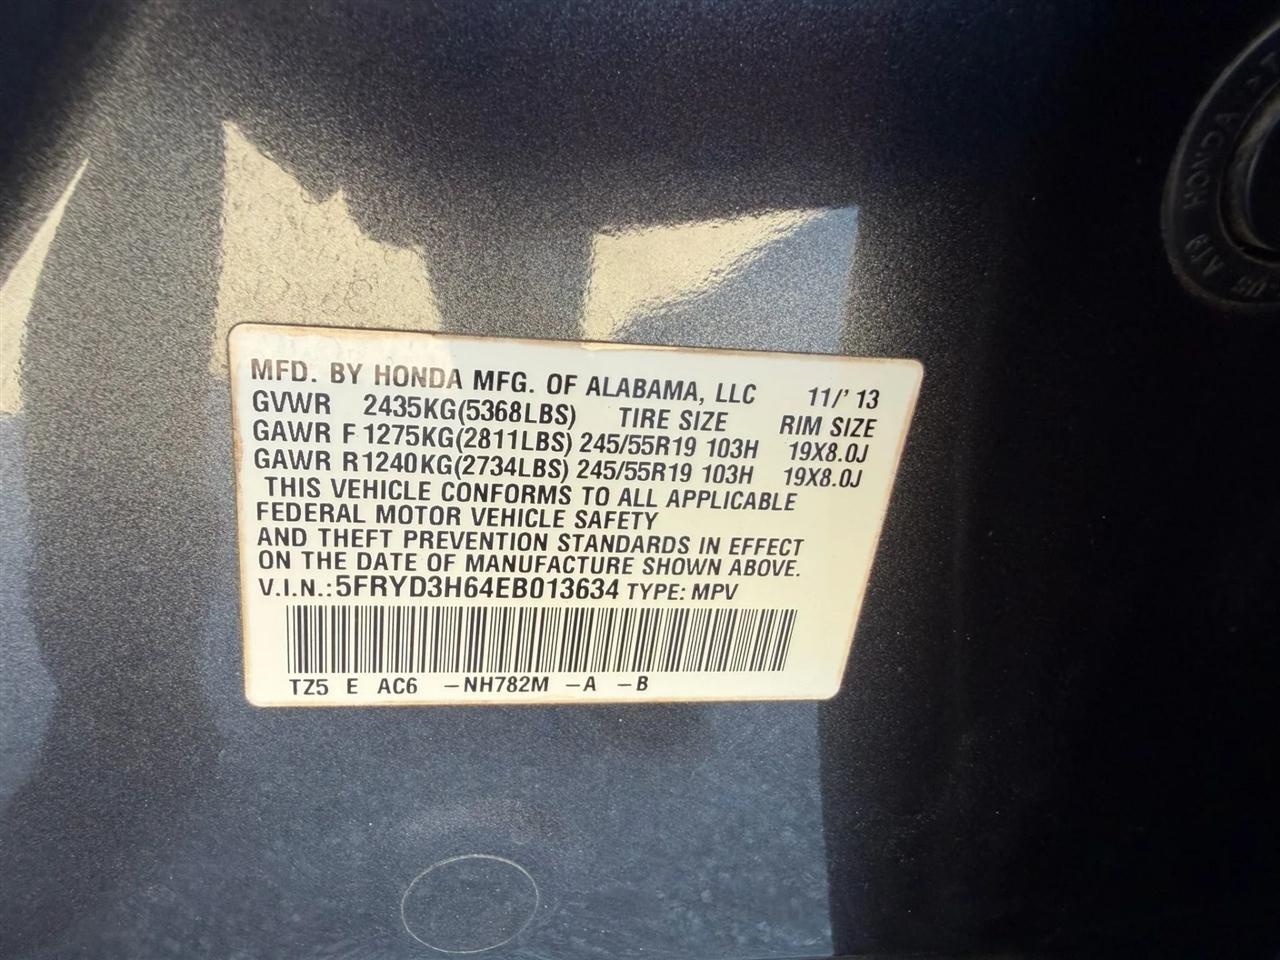 MFD. BY HONDA MFG. OF ALABAMA, LLC 11/' 13
GVWR 2435KG(5368LBS) TIRE SIZE RIM SIZE
GAWR F 1275KG(2811LBS) 245/55R19 103H 19X8.0J
GAWR R1240KG(2734LBS) 245/55R19 103H 19X8.0J
THIS VEHICLE CONFORMS TO ALL APPLICABLE
FEDERAL MOTOR VEHICLE SAFETY
AND THEFT PREVENTION STANDARDS IN EFFECT
ON THE DATE OF MANUFACTURE SHOWN ABOVE.
V.I.N.:5FRYD3H64EB013634 TYPE: MPV
TZ5 E AC6 -NH782M -A -B
HONDA